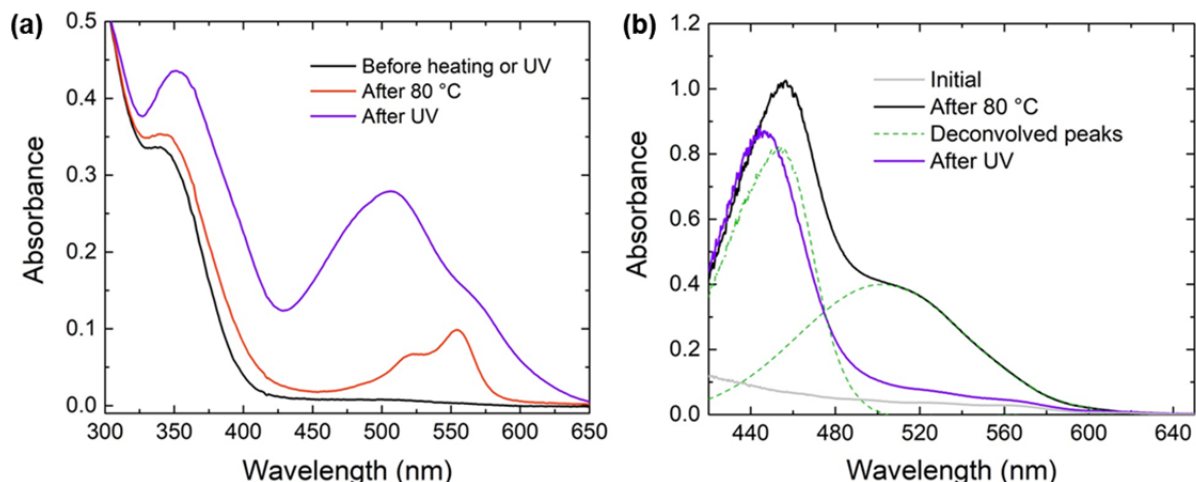 (a)
0.5
0.4
0.3
0.2
0.1
0.0
Absorbance
Before heating or UV
After 80 °C
After UV
300 350 400 450 500 550 600 650
Wavelength (nm)
(b)
1.2
1.0
0.8
0.6
0.4
0.2
0.0
Absorbance
Initial
After 80 °C
Deconvolved peaks
After UV
440 480 520 560 600 640
Wavelength (nm)